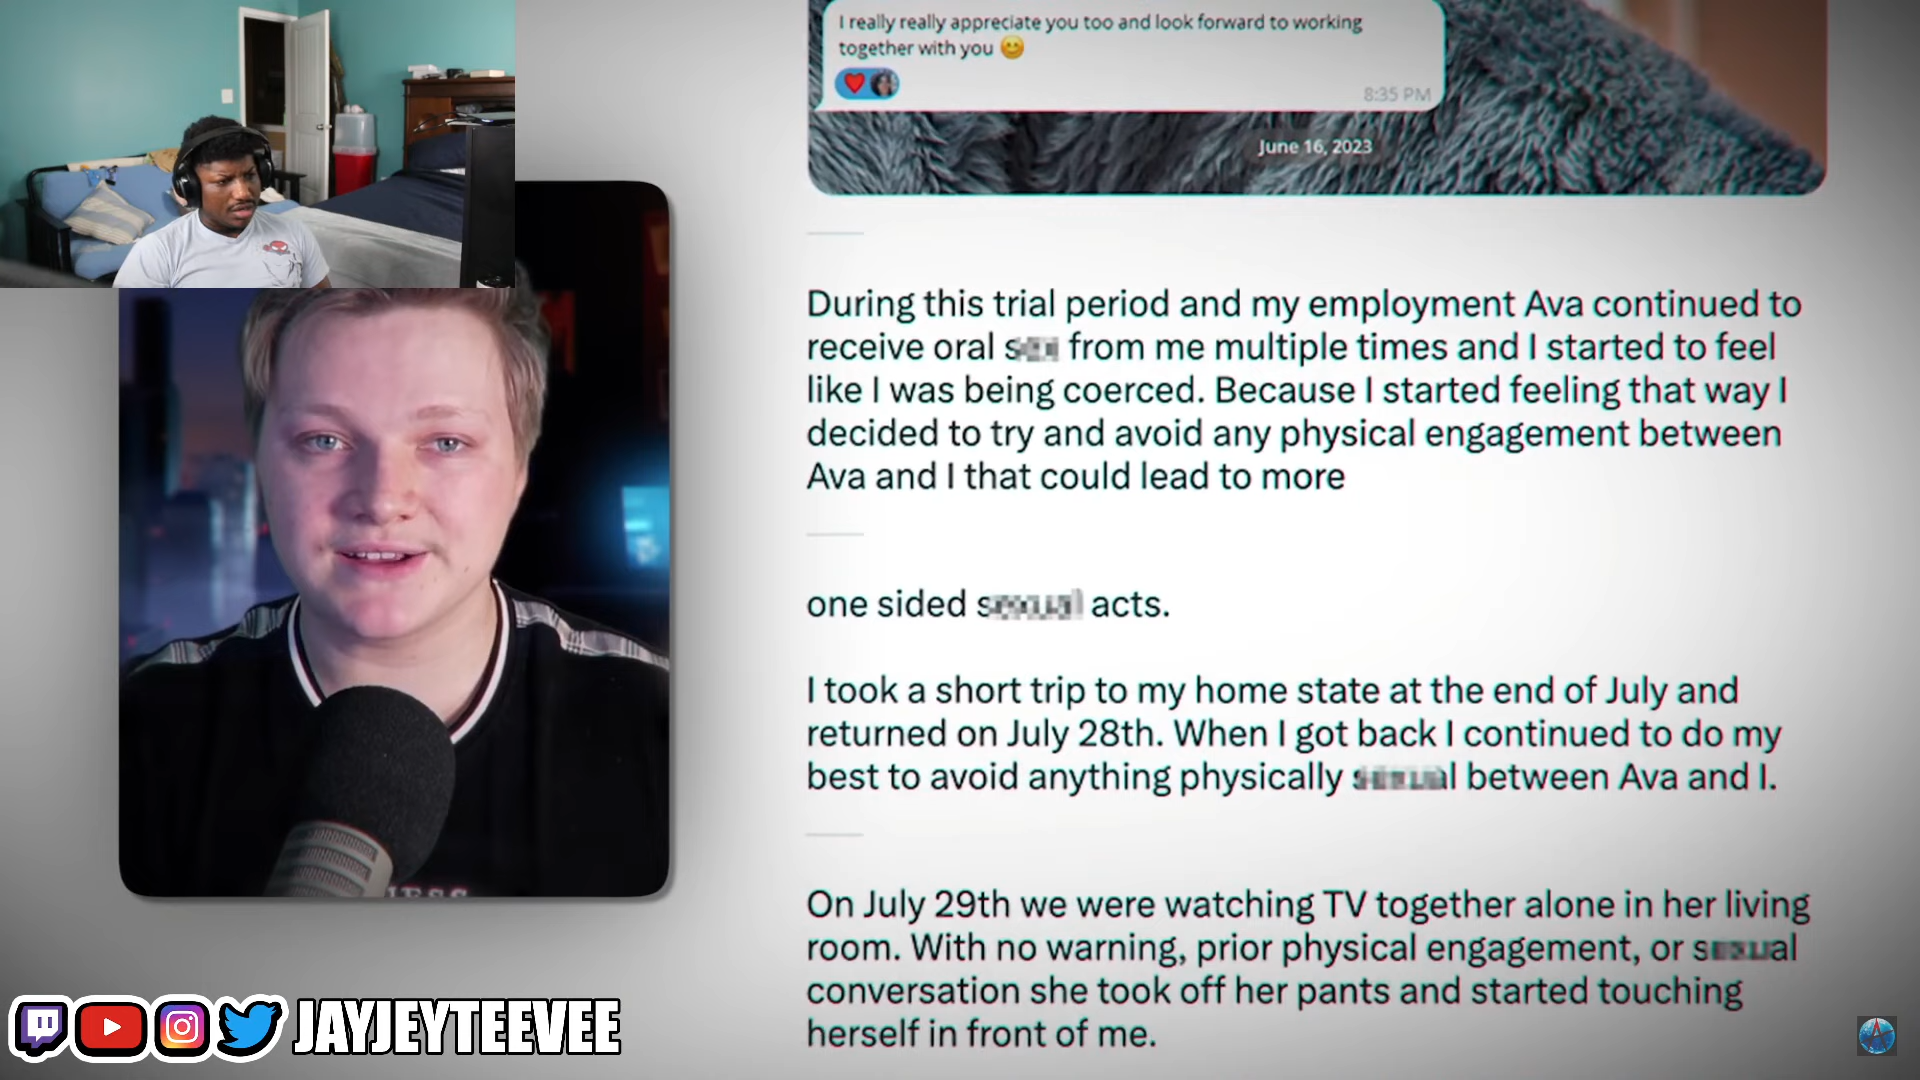 I really really appreciate you too and look forward to working
together with you 😊
8:35 PM
June 16, 2023
During this trial period and my employment Ava continued to
receive oral sex from me multiple times and I started to feel
like I was being coerced. Because I started feeling that way I
decided to try and avoid any physical engagement between
Ava and I that could lead to more
one sided sexual acts.
I took a short trip to my home state at the end of July and
returned on July 28th. When I got back I continued to do my
best to avoid anything physically sexual between Ava and I.
On July 29th we were watching TV together alone in her living
room. With no warning, prior physical engagement, or sexual
conversation she took off her pants and started touching
herself in front of me.
JAYJEYTEEVEE